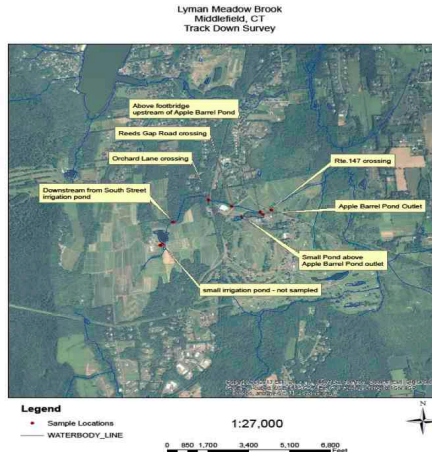 Lyman Meadow Brook
Middlefield, CT
Track Down Survey
Above footbridge
upstream of Apple Barrel Pond
Reeds Gap Road crossing
Orchard Lane crossing
Rte.147 crossing
Downstream from South Street
irrigation pond
Apple Barrel Pond Outlet
Small Pond above
Apple Barrel Pond outlet
small irrigation pond - not sampled
Legend
Sample Locations
WATERBODY_LINE
1:27,000
N
0 850 1,700 3,400 5,100 6,800
Feet